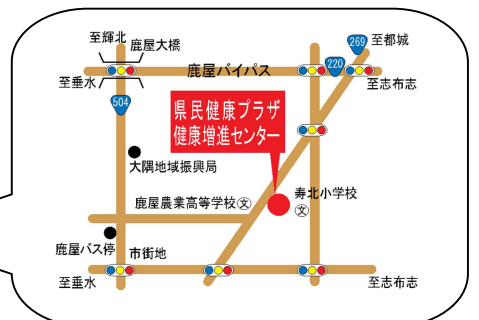 至輝北
鹿屋大橋
269
至都城
鹿屋バイパス
220
至垂水
至志布志
504
県民健康プラザ
健康増進センター
大隅地域振興局
寿北小学校
文
鹿屋農業高等学校
文
鹿屋バス停
市街地
至垂水
至志布志